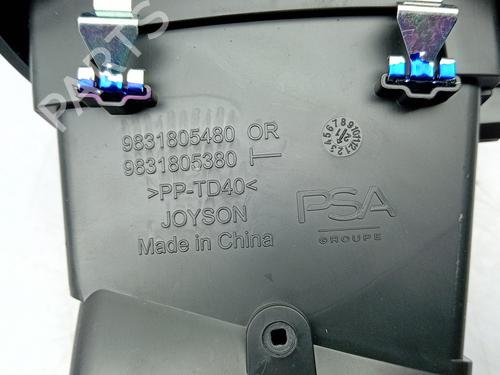 9831805480 OR
9831805380 T
>PP-TD40<
JOYSON
Made in China
PSA
GROUPE
PARTS